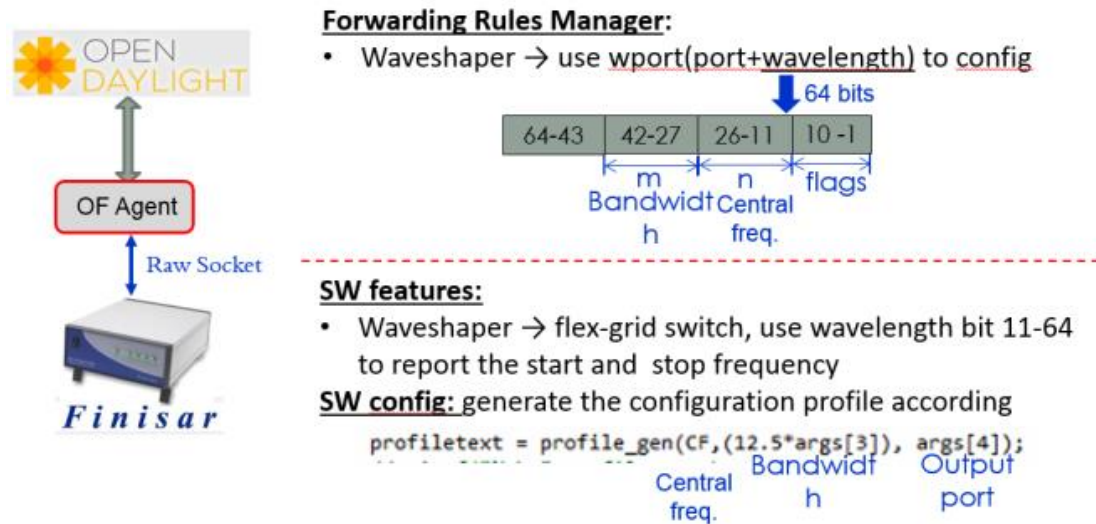 OPEN
DAYLIGHT
OF Agent
Raw Socket
Finisar
Forwarding Rules Manager:
• Waveshaper → use wport(port+wavelength) to config
64 bits
64-43 42-27 26-11 10 -1
m n flags
Bandwidt Central
h freq.
SW features:
• Waveshaper → flex-grid switch, use wavelength bit 11-64
to report the start and stop frequency
SW config: generate the configuration profile according
profiletext = profile_gen(CF,(12.5*args[3]), args[4]);
Central Bandwidt Output
freq. h port